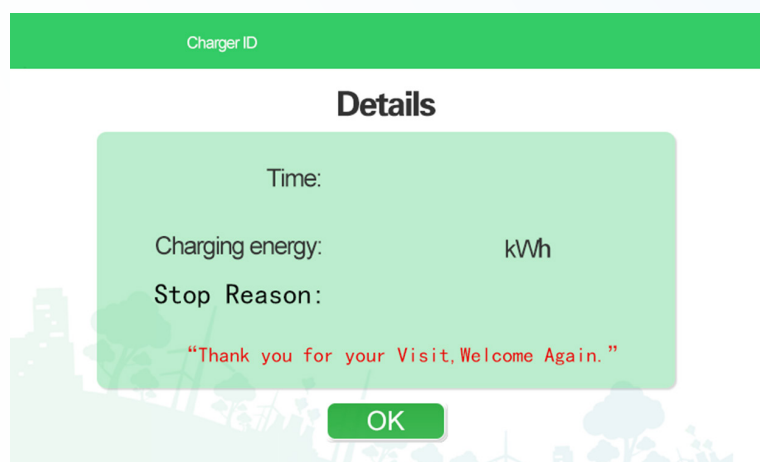 Charger ID
Details
Time:
Charging energy: kWh
Stop Reason:
“Thank you for your Visit,Welcome Again.”
OK